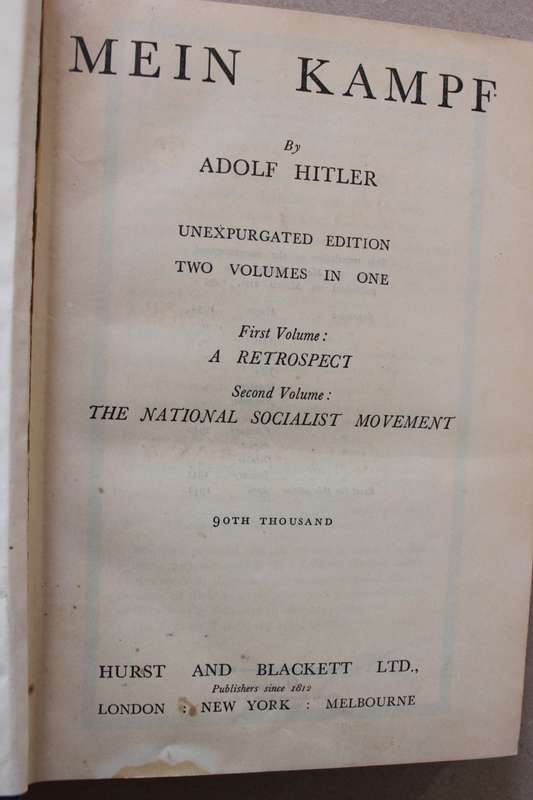 MEIN KAMPF
By
ADOLF HITLER
UNEXPURGATED EDITION
TWO VOLUMES IN ONE
First Volume:
A RETROSPECT
Second Volume:
THE NATIONAL SOCIALIST MOVEMENT
90TH THOUSAND
HURST AND BLACKETT LTD.,
Publishers since 1812
LONDON : NEW YORK : MELBOURNE